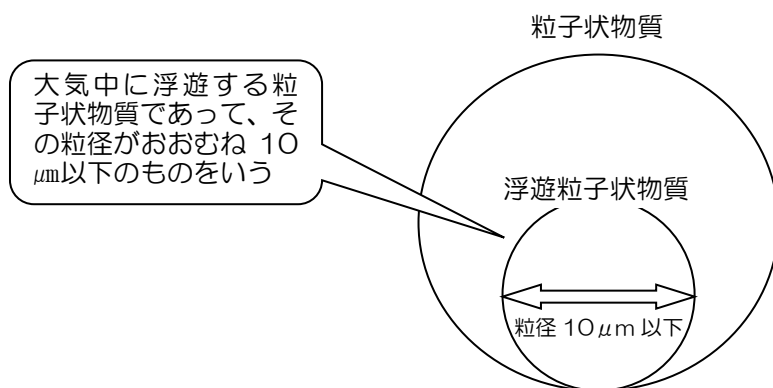 粒子状物質
大気中に浮遊する粒
子状物質であって、そ
の粒径がおおむね 10
μm以下のものをいう
浮遊粒子状物質
粒径 10μm 以下